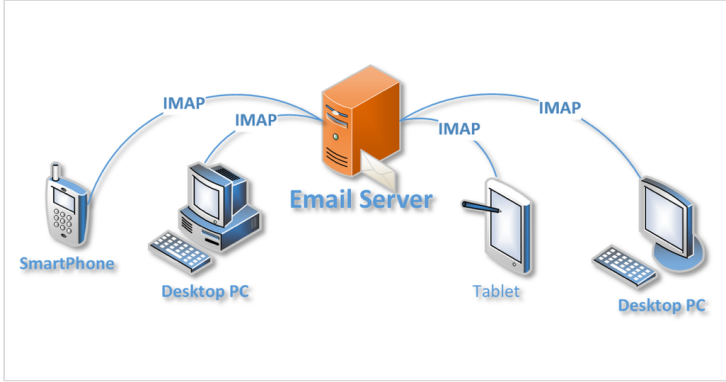 IMAP
IMAP
IMAP
IMAP
Email Server
SmartPhone
Desktop PC
Tablet
Desktop PC